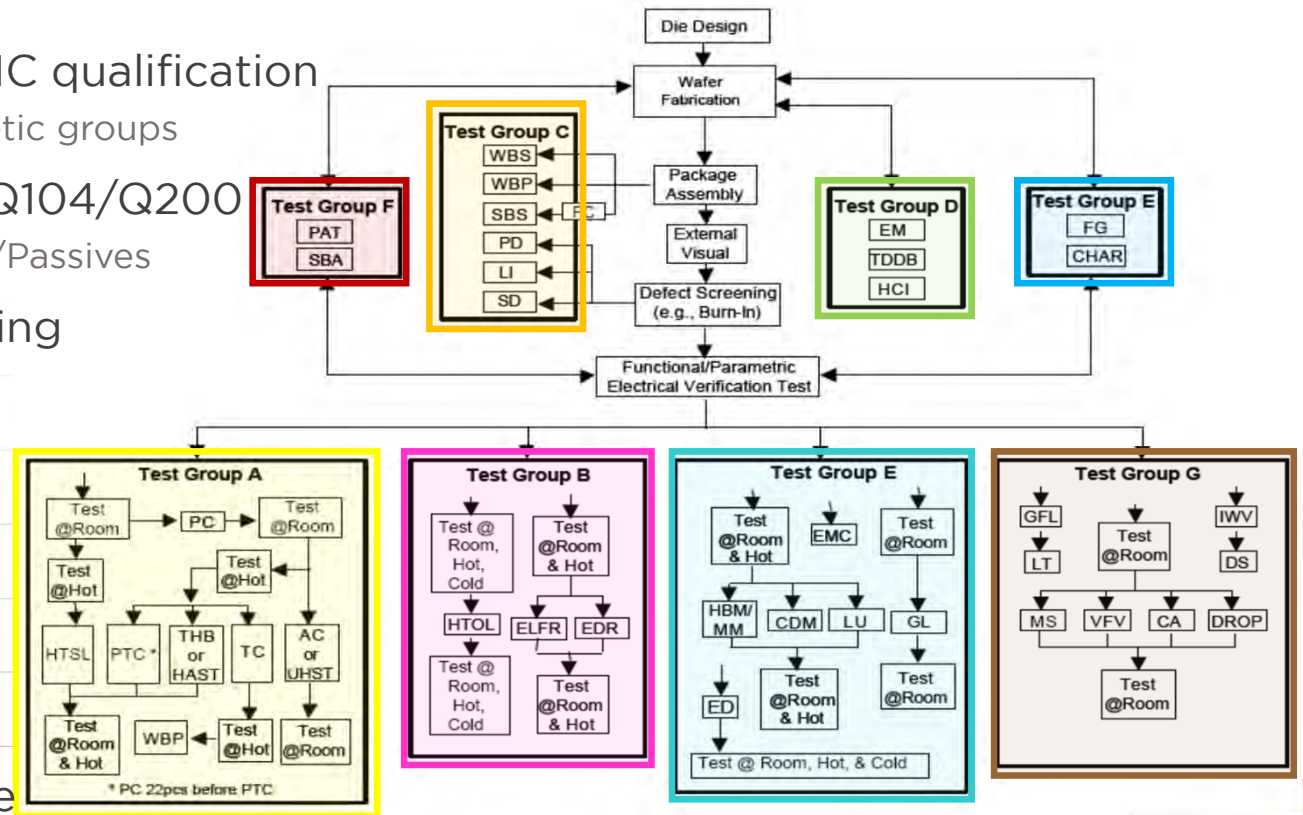 IC qualification
etic groups
Q104/Q200
/Passives
ing
e
Die Design
Wafer
Fabrication
Package
Assembly
External
Visual
Defect Screening
(e.g., Burn-In)
Functional/Parametric
Electrical Verification Test
Test Group C
WBS
WBP
SBS
PC
PD
LI
SD
Test Group F
PAT
SBA
Test Group D
EM
TDDB
HCI
Test Group E
FG
CHAR
Test Group A
Test
@Room
PC
Test
@Room
Test
@Hot
Test
@Hot
HTSL
PTC *
THB
or
HAST
TC
AC
or
UHST
Test
@Room
& Hot
WBP
Test
@Hot
Test
@Room
* PC 22pcs before PTC
Test Group B
Test @
Room,
Hot,
Cold
Test
@Room
& Hot
HTOL
ELFR
EDR
Test @
Room,
Hot,
Cold
Test
@Room
& Hot
Test Group E
Test
@Room
& Hot
EMC
Test
@Room
HBM/
MM
CDM
LU
GL
ED
Test
@Room
& Hot
Test
@Room
Test @ Room, Hot, & Cold
Test Group G
GFL
LT
Test
@Room
IWV
DS
MS
VFV
CA
DROP
Test
@Room